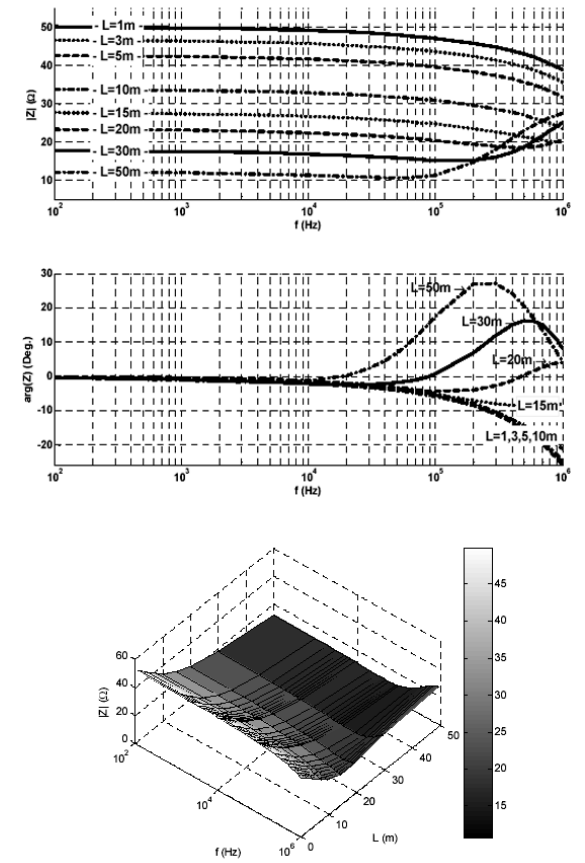 50
40
30
20
10
|Z| (Ω)
L=1m
L=3m
L=5m
L=10m
L=15m
L=20m
L=30m
L=50m
10²
10³
10⁴
10⁵
10⁶
f (Hz)
30
20
10
0
-10
-20
arg(Z) (Deg.)
L=50m
L=30m
L=20m
L=15m
L=1,3,5,10m
10²
10³
10⁴
10⁵
10⁶
f (Hz)
60
40
20
0
|Z| (Ω)
10²
10⁴
10⁶
f (Hz)
0
10
20
30
40
50
L (m)
45
40
35
30
25
20
15